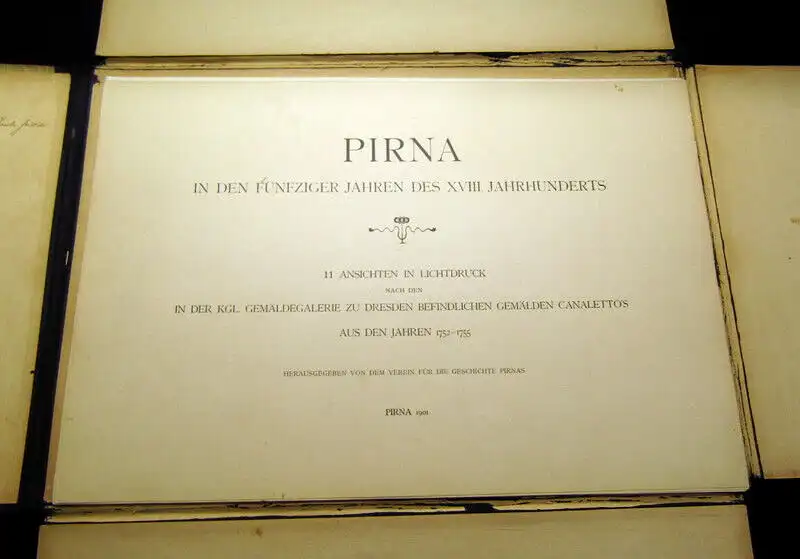 PIRNA
IN DEN FÜNFZIGER JAHREN DES XVIII. JAHRHUNDERTS
11 ANSICHTEN IN LICHTDRUCK
NACH DEN
IN DER KGL. GEMÄLDEGALERIE ZU DRESDEN BEFINDLICHEN GEMÄLDEN CANALETTO'S
AUS DEN JAHREN 1752–1755
HERAUSGEGEBEN VON DEM VEREIN FÜR DIE GESCHICHTE PIRNAS
PIRNA 1901